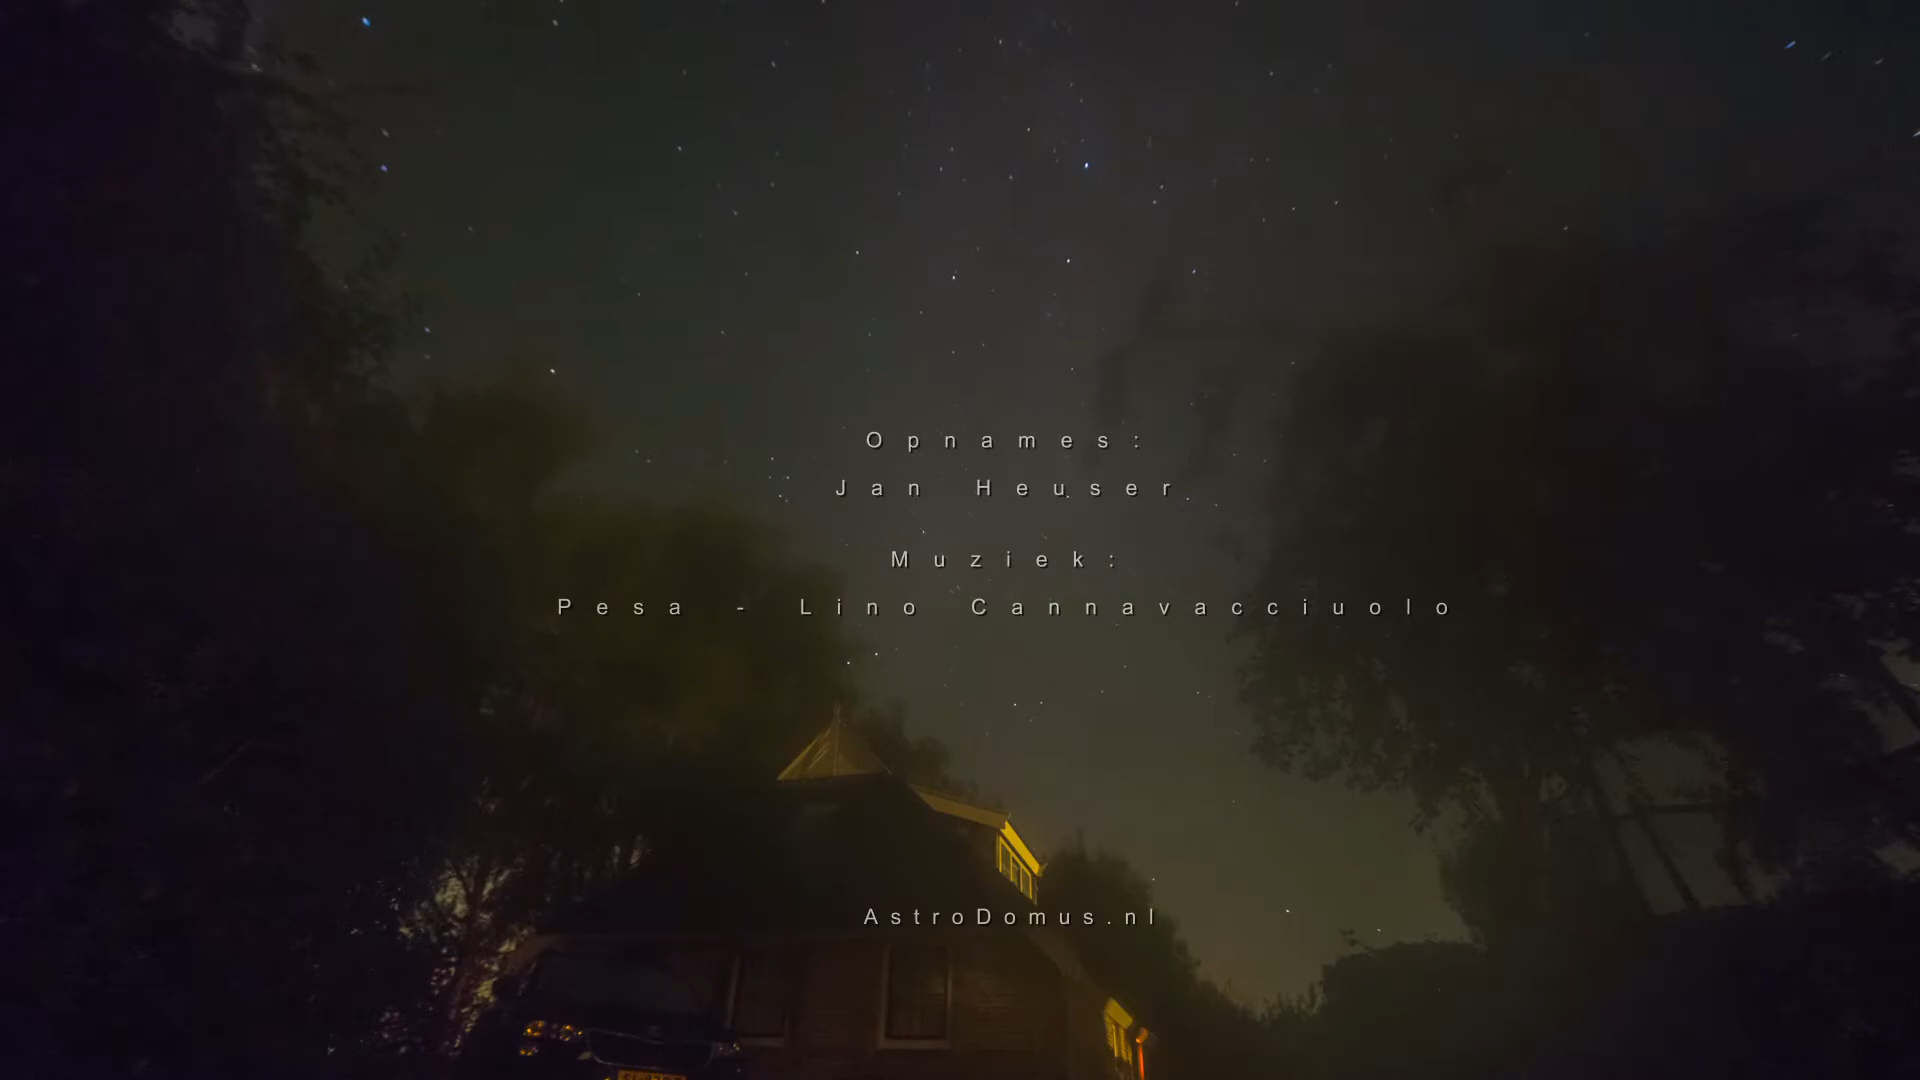 Opnames:
Jan Heuser
Muziek:
Pesa - Lino Cannavacciuolo
AstroDomus.nl